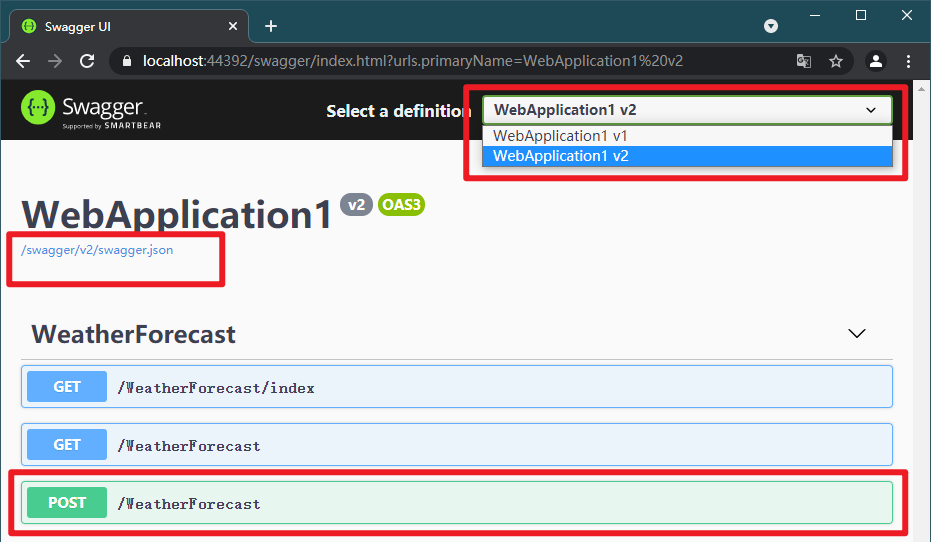 Swagger UI
localhost:44392/swagger/index.html?urls.primaryName=WebApplication1%20v2
Swagger
Supported by SMARTBEAR
Select a definition
WebApplication1 v2
WebApplication1 v1
WebApplication1 v2
WebApplication1 v2 OAS3
/swagger/v2/swagger.json
WeatherForecast
GET /WeatherForecast/index
GET /WeatherForecast
POST /WeatherForecast